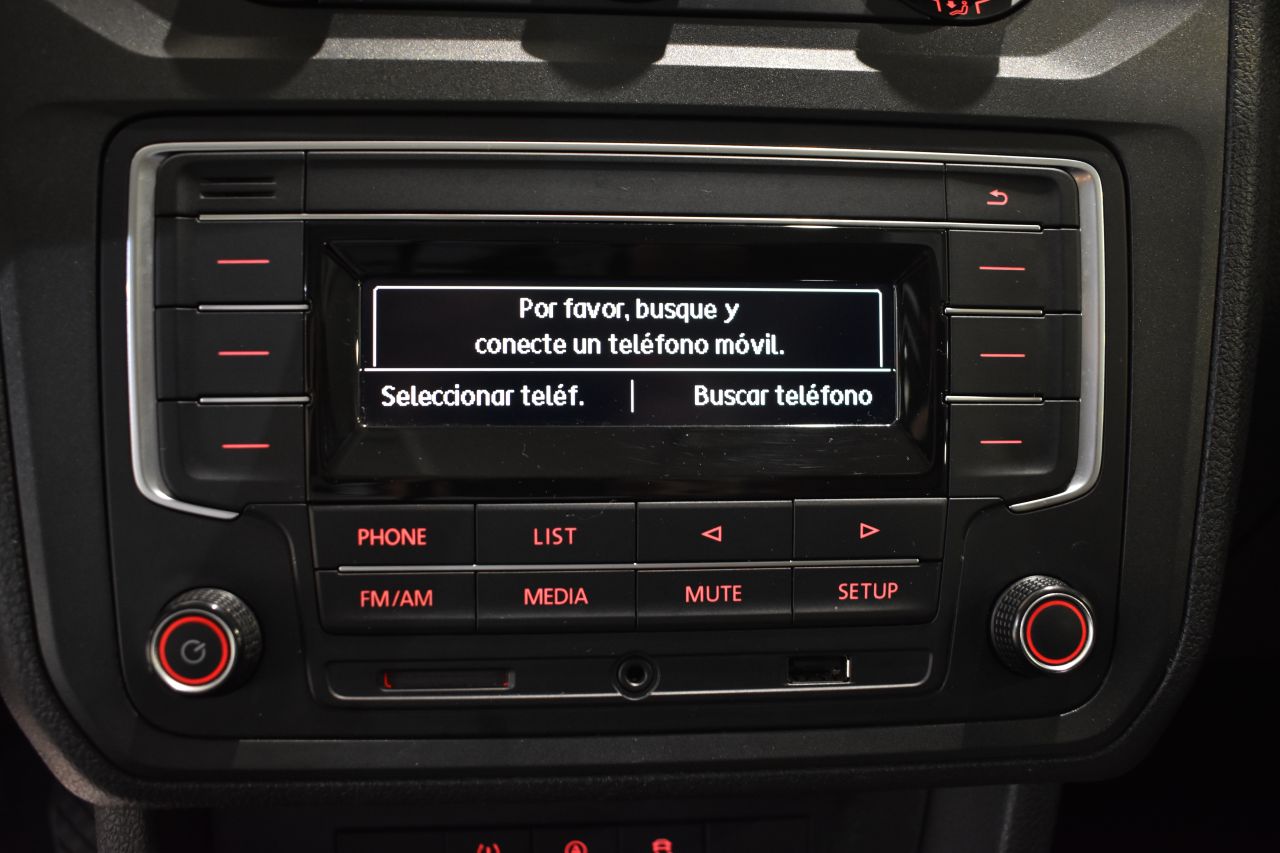 Por favor, busque y
conecte un teléfono móvil.
Seleccionar teléf. | Buscar teléfono
PHONE LIST
FM/AM MEDIA MUTE SETUP